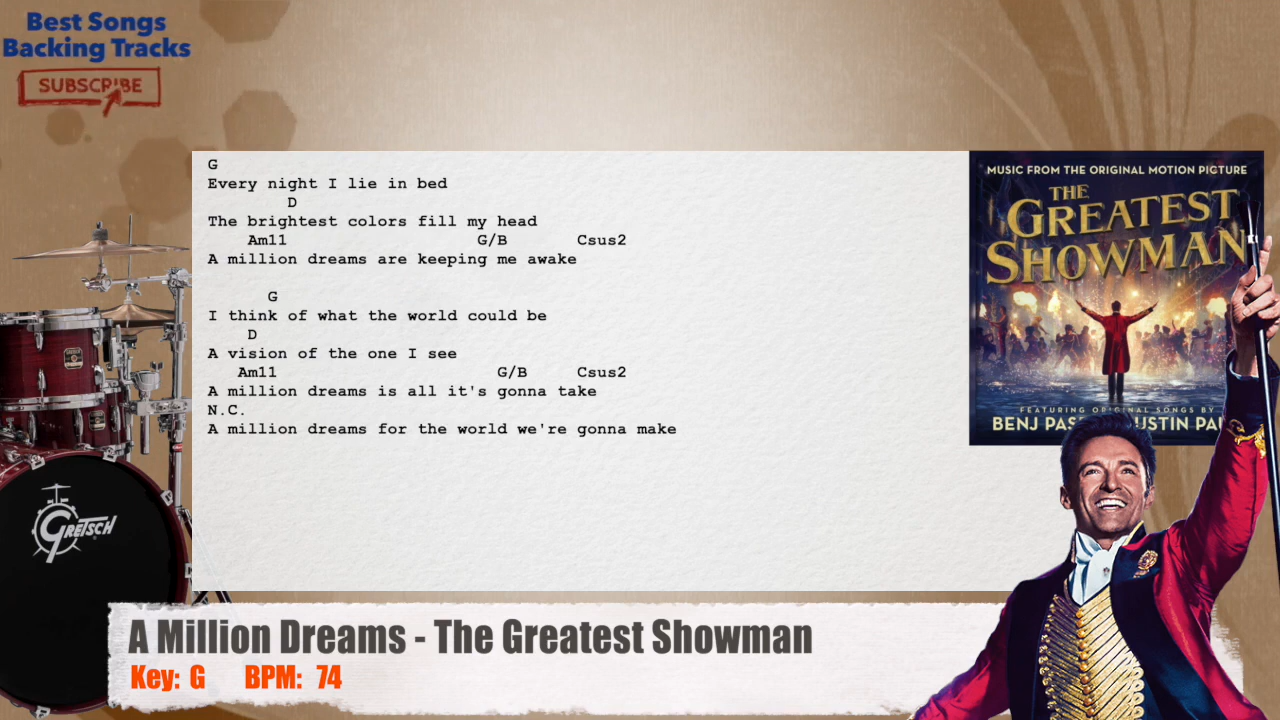 Best Songs
Backing Tracks
SUBSCRIBE
G
Every night I lie in bed
D
The brightest colors fill my head
Am11 G/B Csus2
A million dreams are keeping me awake
G
I think of what the world could be
D
A vision of the one I see
Am11 G/B Csus2
A million dreams is all it's gonna take
N.C.
A million dreams for the world we're gonna make
MUSIC FROM THE ORIGINAL MOTION PICTURE
THE
GREATEST
SHOWMAN
FEATURING ORIGINAL SONGS BY
BENJ
GRETSCH
A Million Dreams - The Greatest Showman
Key: G BPM: 74